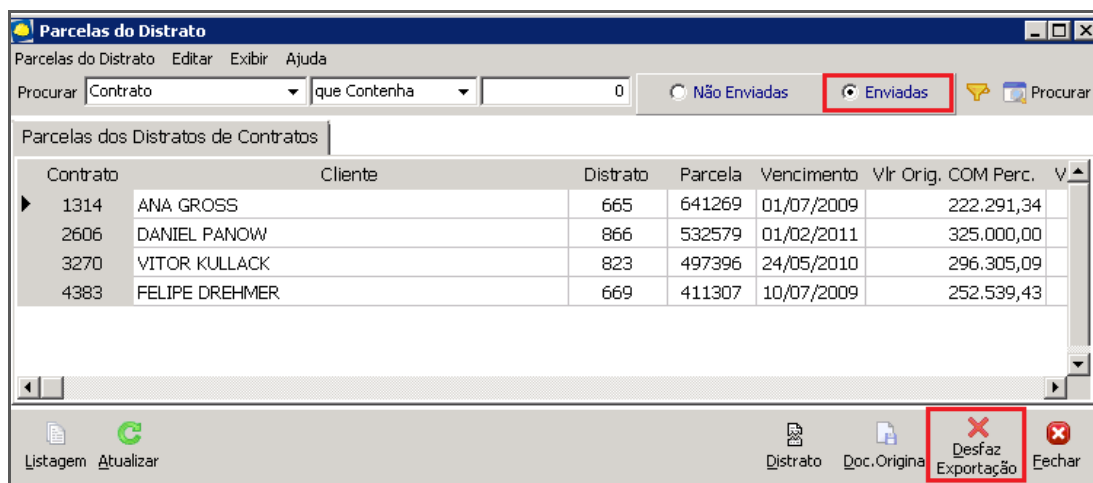 Parcelas do Distrato
Parcelas do Distrato Editar Exibir Ajuda
Procurar Contrato que Contenha 0 Não Enviadas Enviadas Procurar
Parcelas dos Distratos de Contratos
Contrato Cliente Distrato Parcela Vencimento Vlr Orig. COM Perc. V
1314 ANA GROSS 665 641269 01/07/2009 222.291,34
2606 DANIEL PANOW 866 532579 01/02/2011 325.000,00
3270 VITOR KULLACK 823 497396 24/05/2010 296.305,09
4383 FELIPE DREHMER 669 411307 10/07/2009 252.539,43
Listagem Atualizar Distrato Doc.Origina Desfaz Exportação Fechar